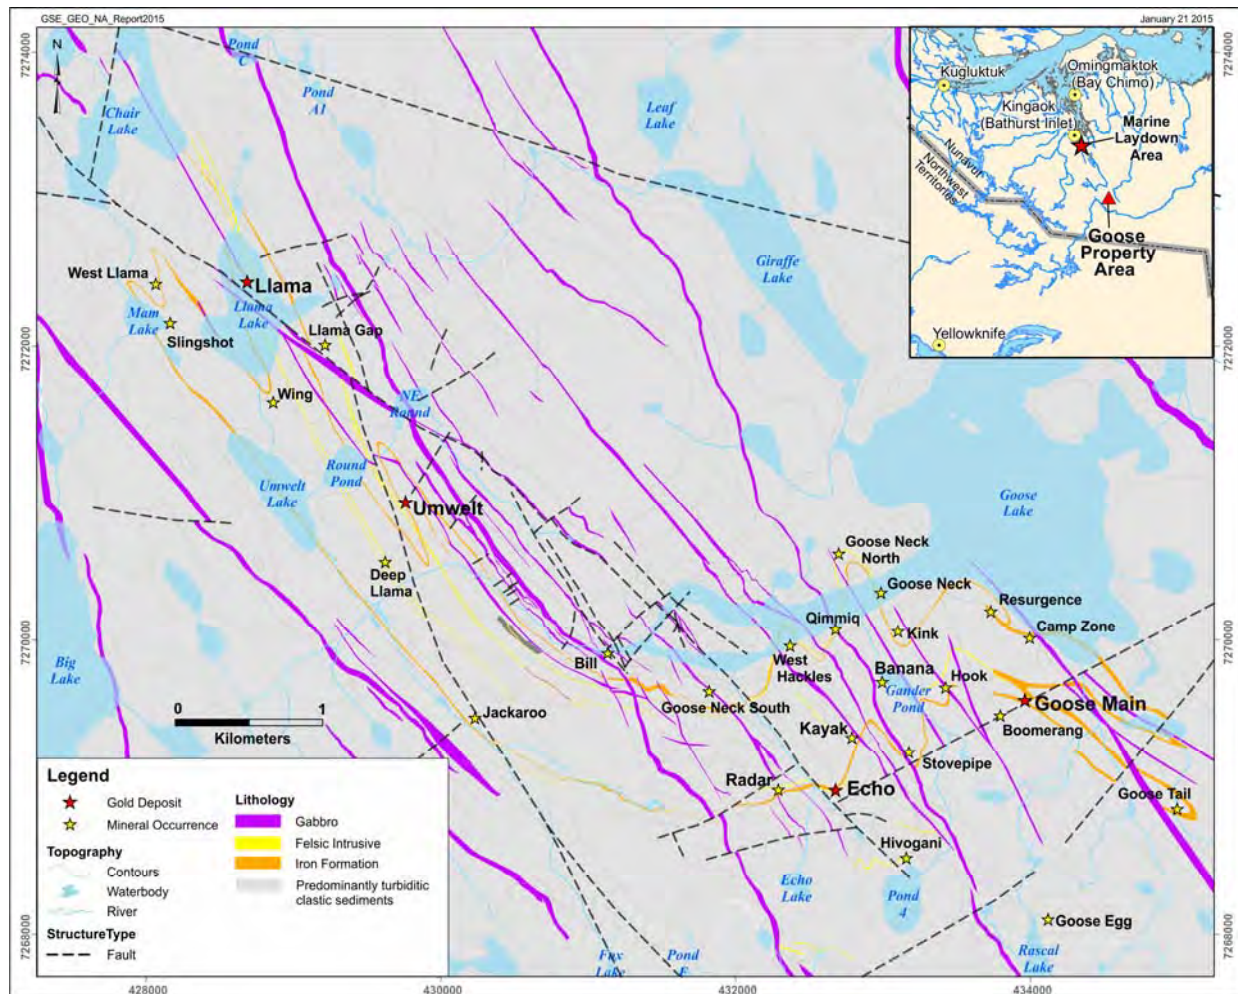 GSE_GEO_NA_Report2015
January 21 2015
N
7274000
7272000
7270000
7268000
7274000
7272000
7270000
7268000
428000
430000
432000
434000
Pond
C
Pond
A1
Chair
Lake
Leaf
Lake
Giraffe
Lake
West Llama
Llama
Mam
Lake
Llama
Lake
Slingshot
Llama Gap
Wing
NE
Round
Umwelt
Lake
Round
Pond
Umwelt
Goose
Lake
Deep
Llama
Goose Neck
North
Goose Neck
Resurgence
Qimmiq
Kink
Camp Zone
Big
Lake
Bill
West
Hackles
Banana
Hook
Gander
Pond
Goose Main
Goose Neck South
Boomerang
Jackaroo
Kayak
Stovepipe
Radar
Echo
Goose Tail
Hivogani
Echo
Lake
Pond
4
Goose Egg
Fox
Lake
Pond
E
Rascal
Lake
0
1
Kilometers
Kugluktuk
Omingmaktok
(Bay Chimo)
Kingaok
(Bathurst Inlet)
Marine
Laydown
Area
Nunavut
Northwest
Territories
Goose
Property
Area
Yellowknife
Legend
Gold Deposit
Mineral Occurrence
Topography
Contours
Waterbody
River
StructureType
Fault
Lithology
Gabbro
Felsic Intrusive
Iron Formation
Predominantly turbiditic
clastic sediments